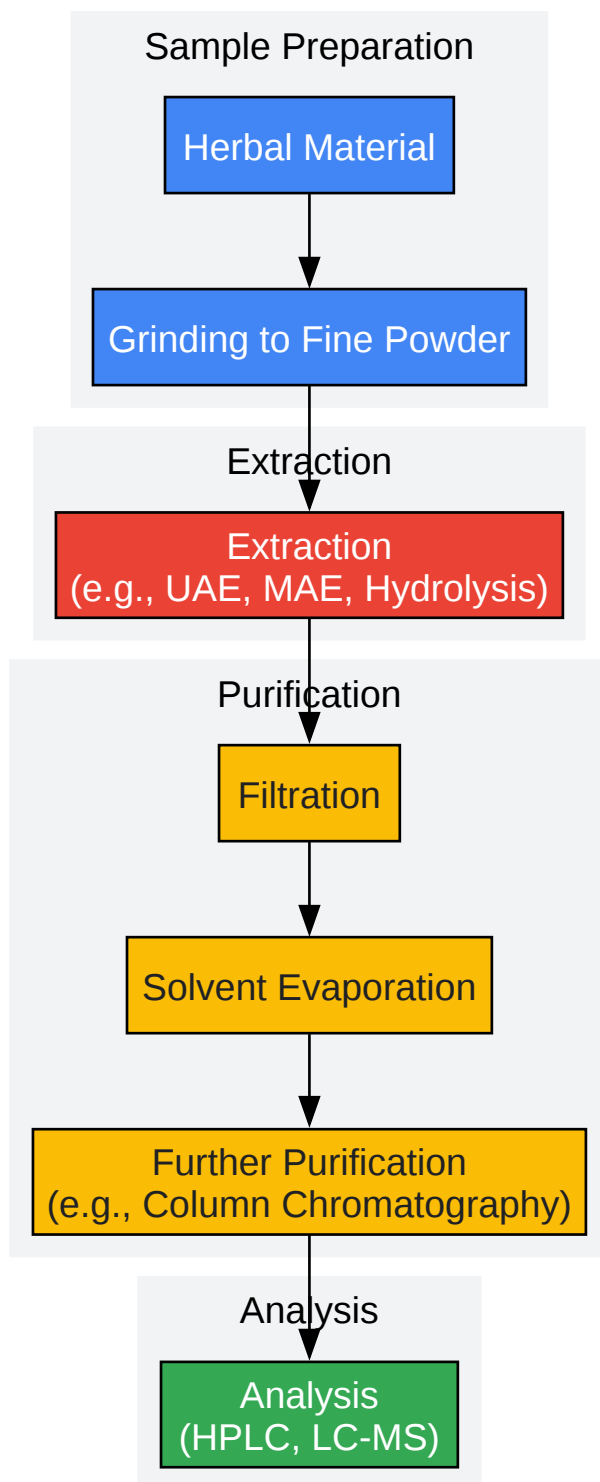 Sample Preparation
Herbal Material
Grinding to Fine Powder
Extraction
Extraction
(e.g., UAE, MAE, Hydrolysis)
Purification
Filtration
Solvent Evaporation
Further Purification
(e.g., Column Chromatography)
Analysis
Analysis
(HPLC, LC-MS)